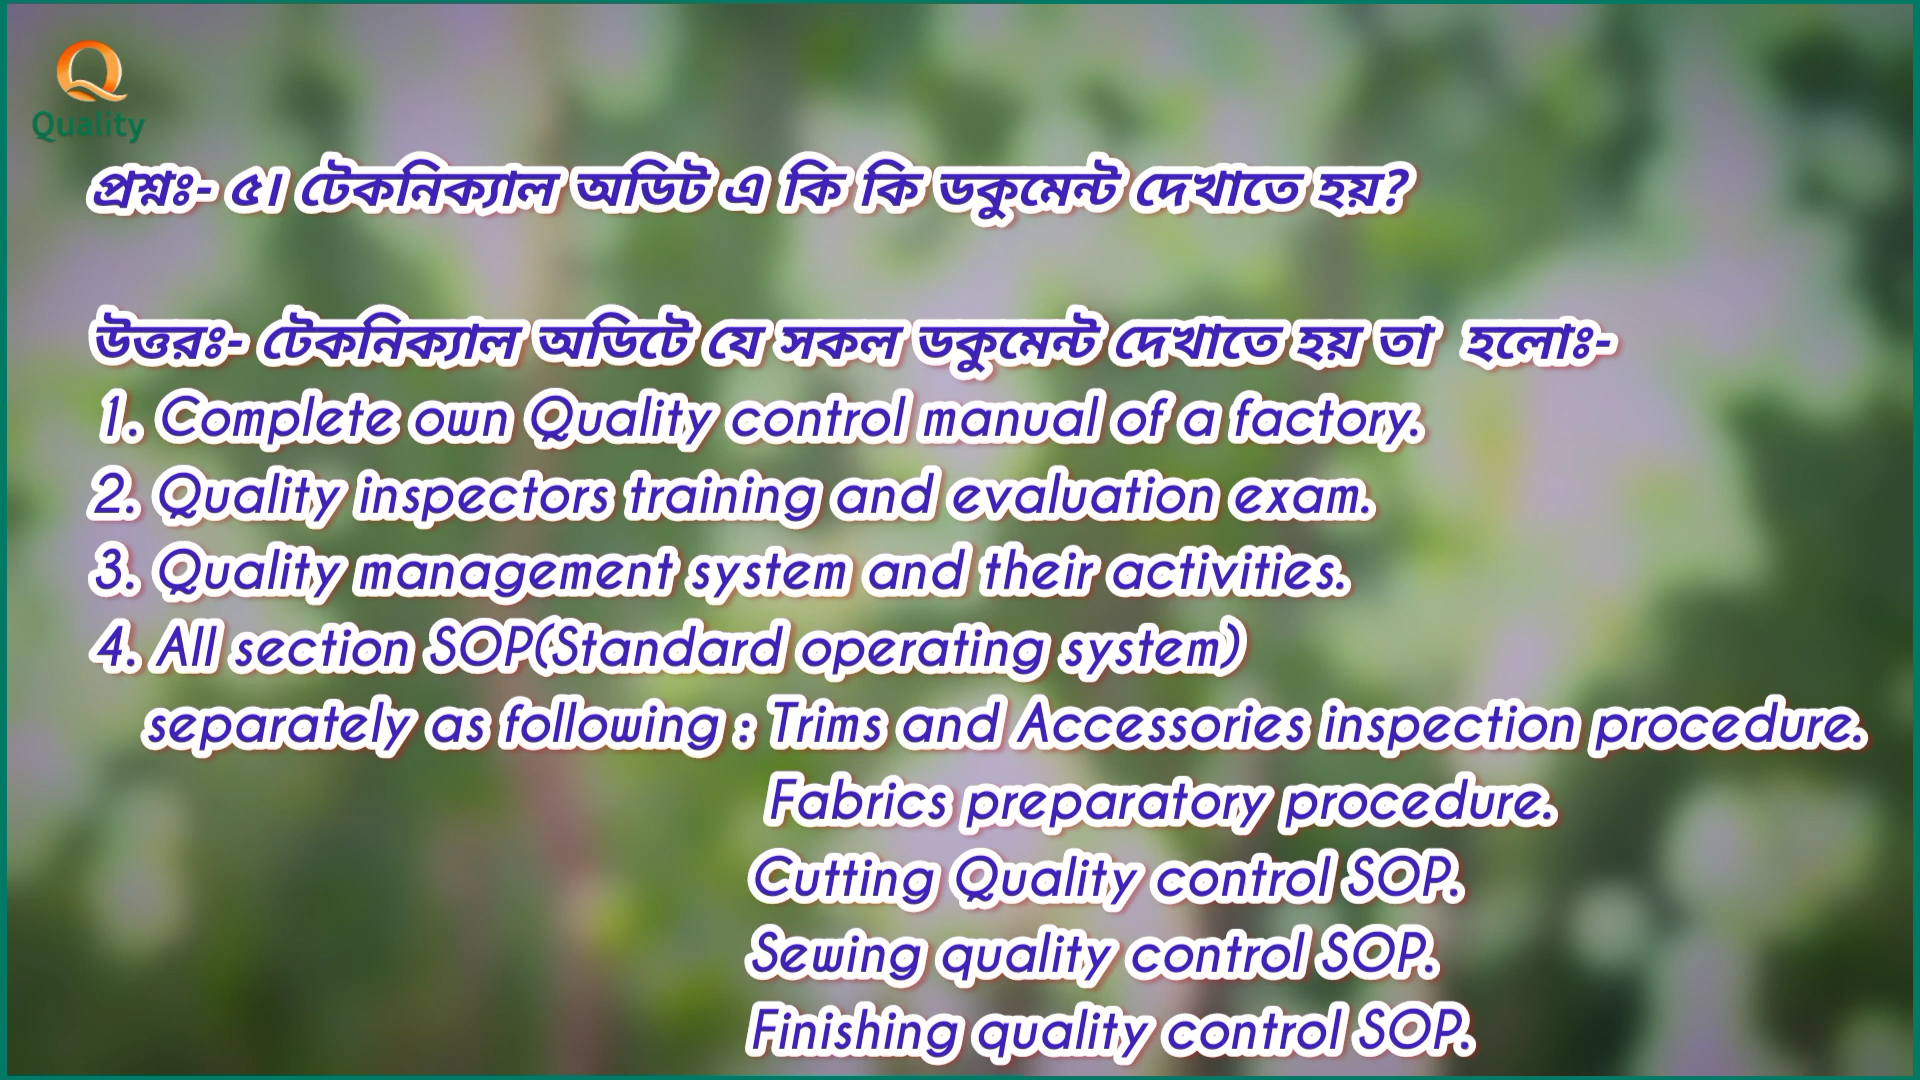 Quality
প্রশ্নঃ- ৫। টেকনিক্যাল অডিট এ কি কি ডকুমেন্ট দেখাতে হয়?
উত্তরঃ- টেকনিক্যাল অডিটে যে সকল ডকুমেন্ট দেখাতে হয় তা হলোঃ-
1. Complete own Quality control manual of a factory.
2. Quality inspectors training and evaluation exam.
3. Quality management system and their activities.
4. All section SOP(Standard operating system)
separately as following : Trims and Accessories inspection procedure.
Fabrics preparatory procedure.
Cutting Quality control SOP.
Sewing quality control SOP.
Finishing quality control SOP.